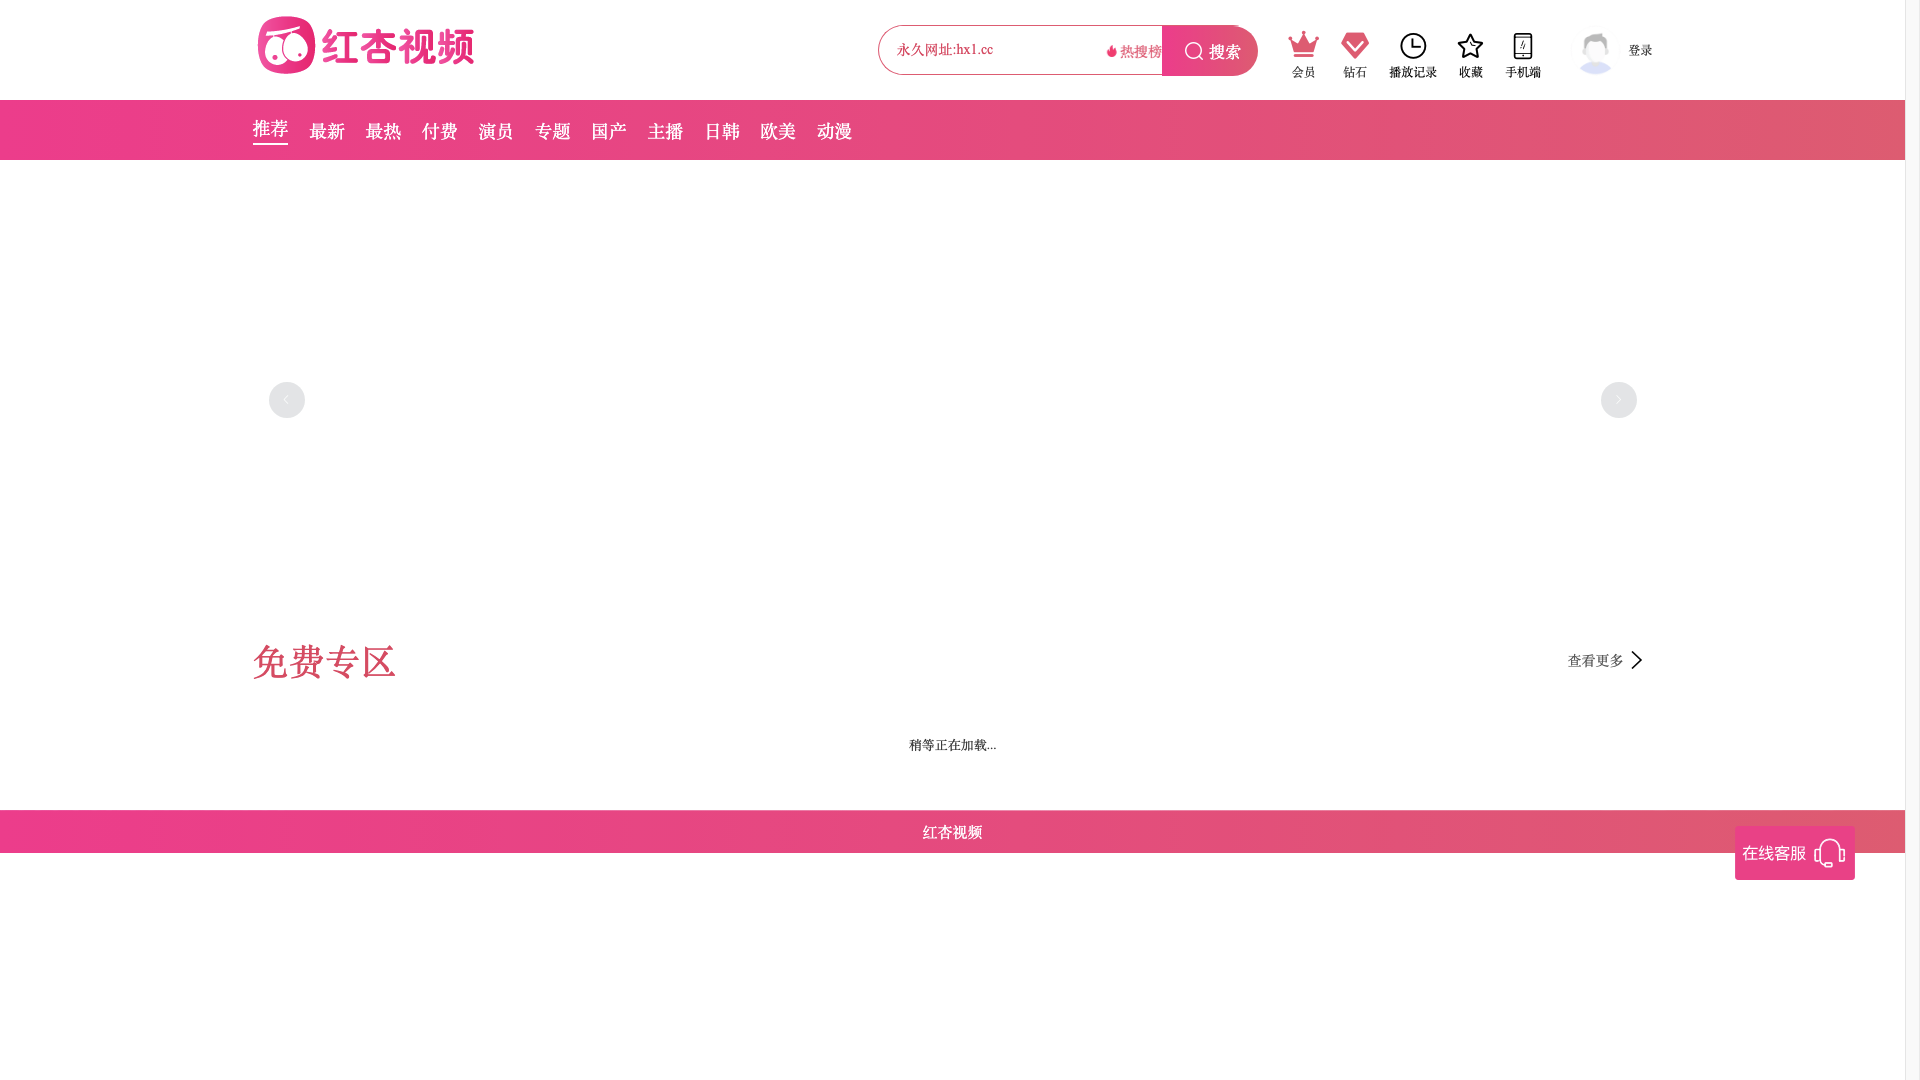 红杏视频
永久网址:hx1.cc
热搜榜
搜索
会员
钻石
播放记录
收藏
手机端
登录
推荐
最新
最热
付费
演员
专题
国产
主播
日韩
欧美
动漫
免费专区
查看更多
稍等正在加载...
红杏视频
在线客服